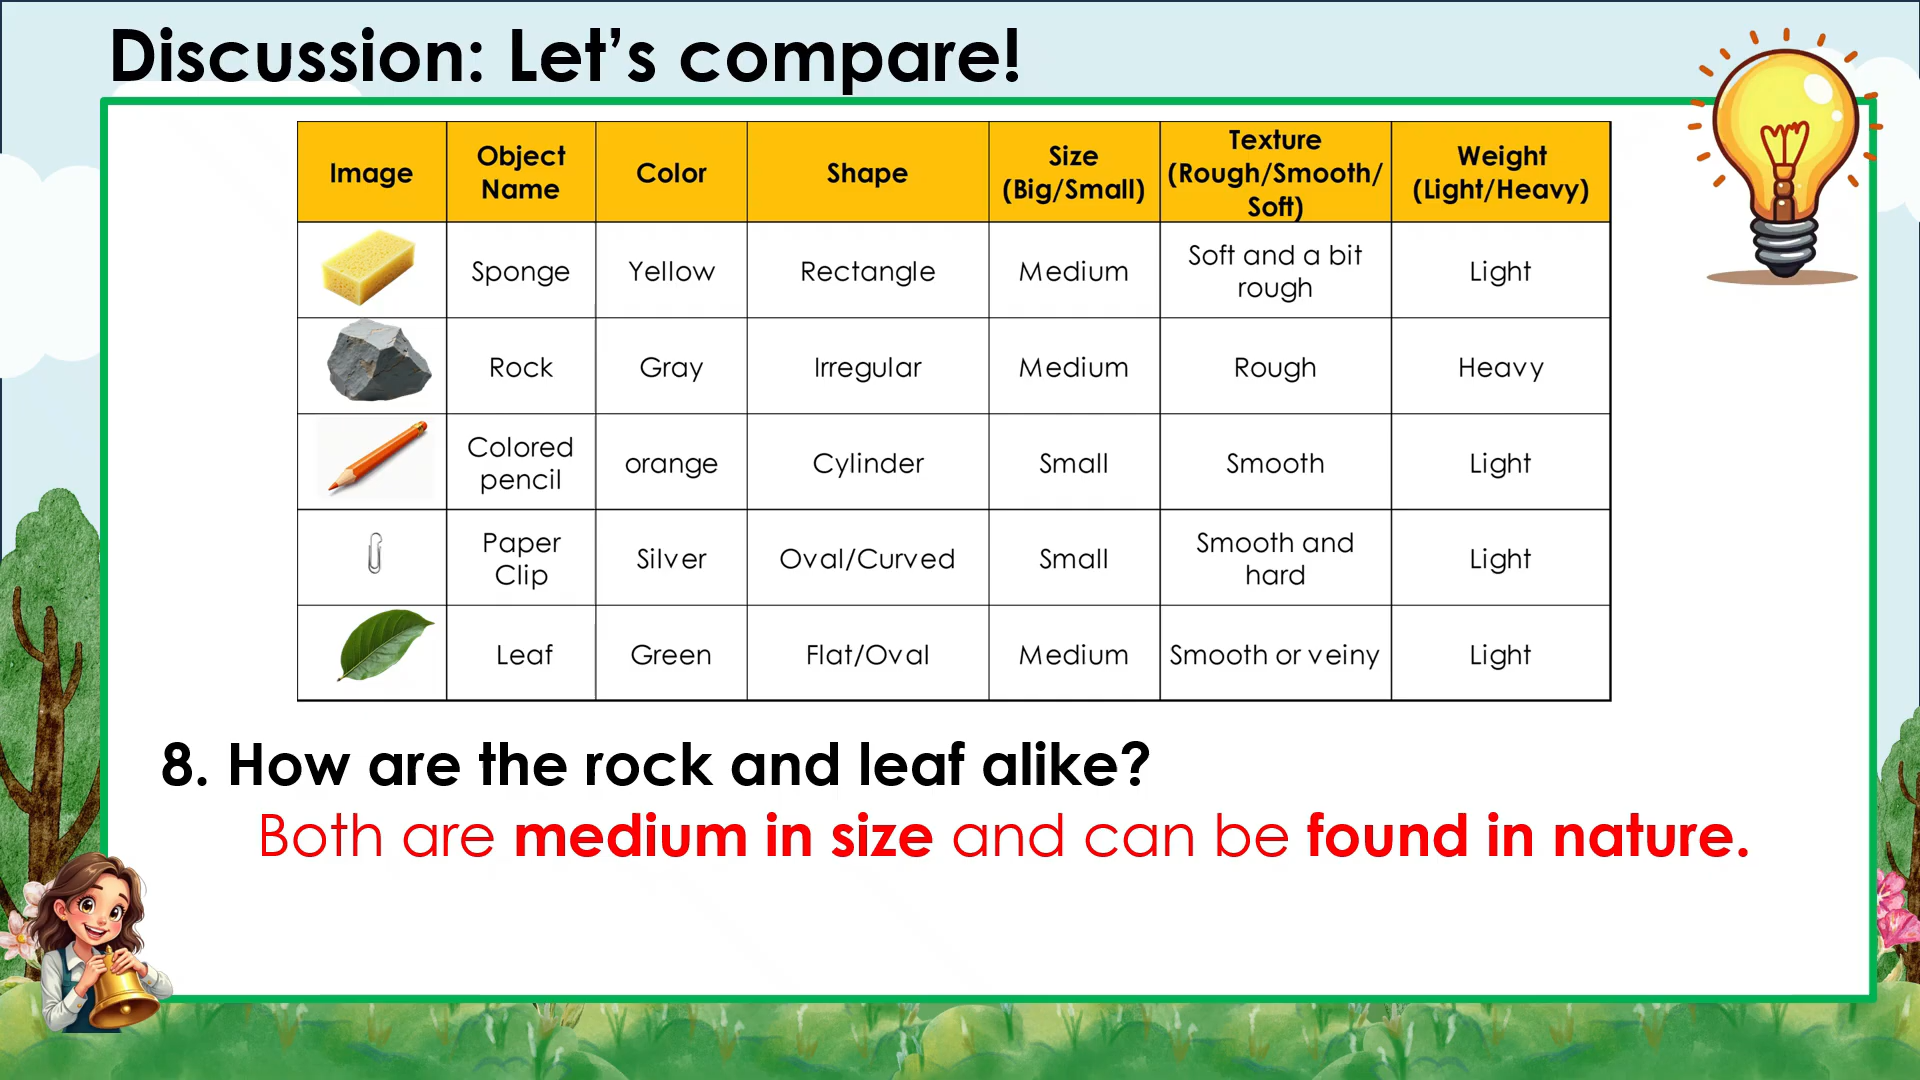 Discussion: Let's compare!
Image
Object
Name
Color
Shape
Size
(Big/Small)
Texture
(Rough/Smooth/
Soft)
Weight
(Light/Heavy)
Sponge
Yellow
Rectangle
Medium
Soft and a bit
rough
Light
Rock
Gray
Irregular
Medium
Rough
Heavy
Colored
pencil
orange
Cylinder
Small
Smooth
Light
Paper
Clip
Silver
Oval/Curved
Small
Smooth and
hard
Light
Leaf
Green
Flat/Oval
Medium
Smooth or veiny
Light
8. How are the rock and leaf alike?
Both are medium in size and can be found in nature.